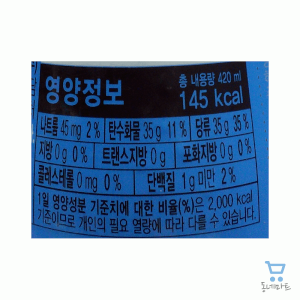 영양정보 총 내용량 420 ml
145 kcal
나트륨 45 mg 2% 탄수화물 35 g 11% 당류 35 g 35%
지방 0 g 0% 트랜스지방 0 g 포화지방 0 g 0%
콜레스테롤 0 mg 0% 단백질 1 g 미만 2%
1일 영양성분 기준치에 대한 비율(%)은 2,000 kcal
기준이므로 개인의 필요 열량에 따라 다를 수 있습니다.
동네마트